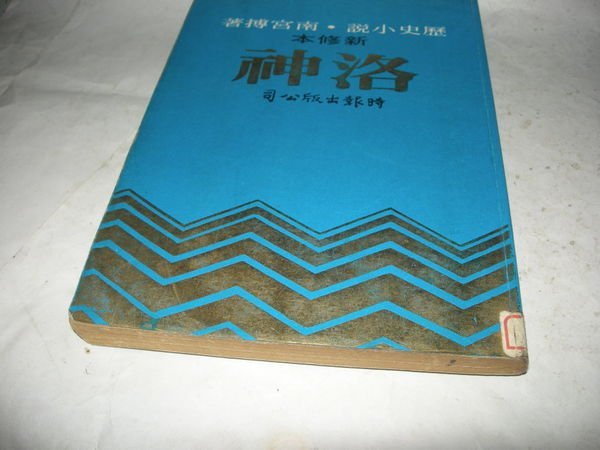 歷史小說・南宮搏著
新修本
洛神
時報出版公司